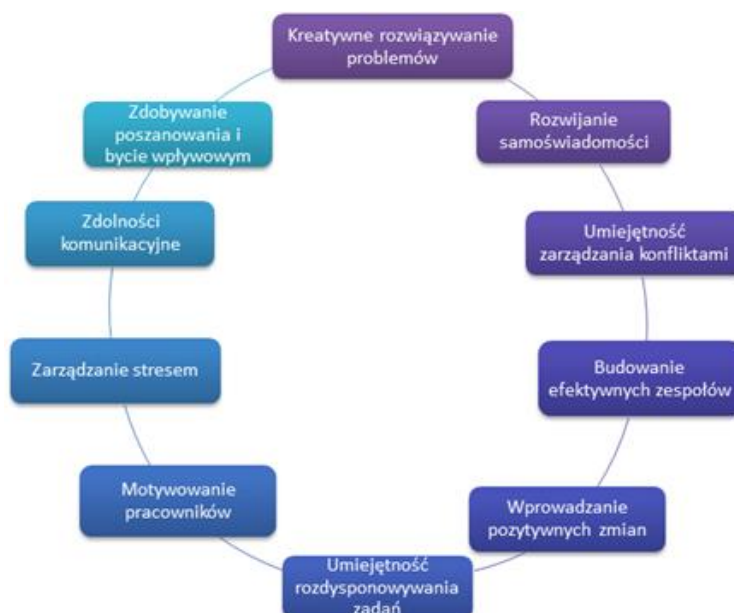 Kreatywne rozwiązywanie
problemów
Rozwijanie
samoświadomości
Umiejętność
zarządzania konfliktami
Budowanie
efektywnych zespołów
Wprowadzanie
pozytywnych zmian
Umiejętność
rozdysponowywania
zadań
Motywowanie
pracowników
Zarządzanie stresem
Zdolności
komunikacyjne
Zdobywanie
poszanowania i
bycie wpływowym